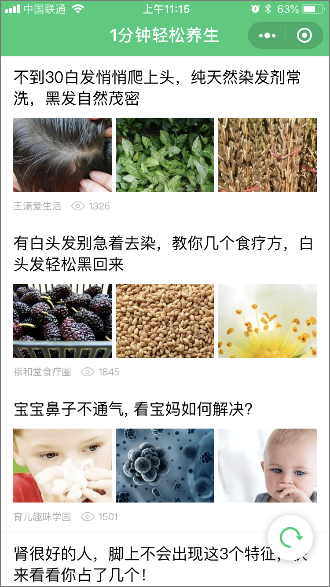 中国联通
上午11:15
63%
1分钟轻松养生
不到30白发悄悄爬上头，纯天然染发剂常
洗，黑发自然茂密
王滴爱生活 1326
有白头发别急着去染，教你几个食疗方，白
头发轻松黑回来
祺和堂食疗圈 1845
宝宝鼻子不通气, 看宝妈如何解决?
育儿趣味学园 1501
肾很好的人，脚上不会出现这3个特征，快
来看看你占了几个！